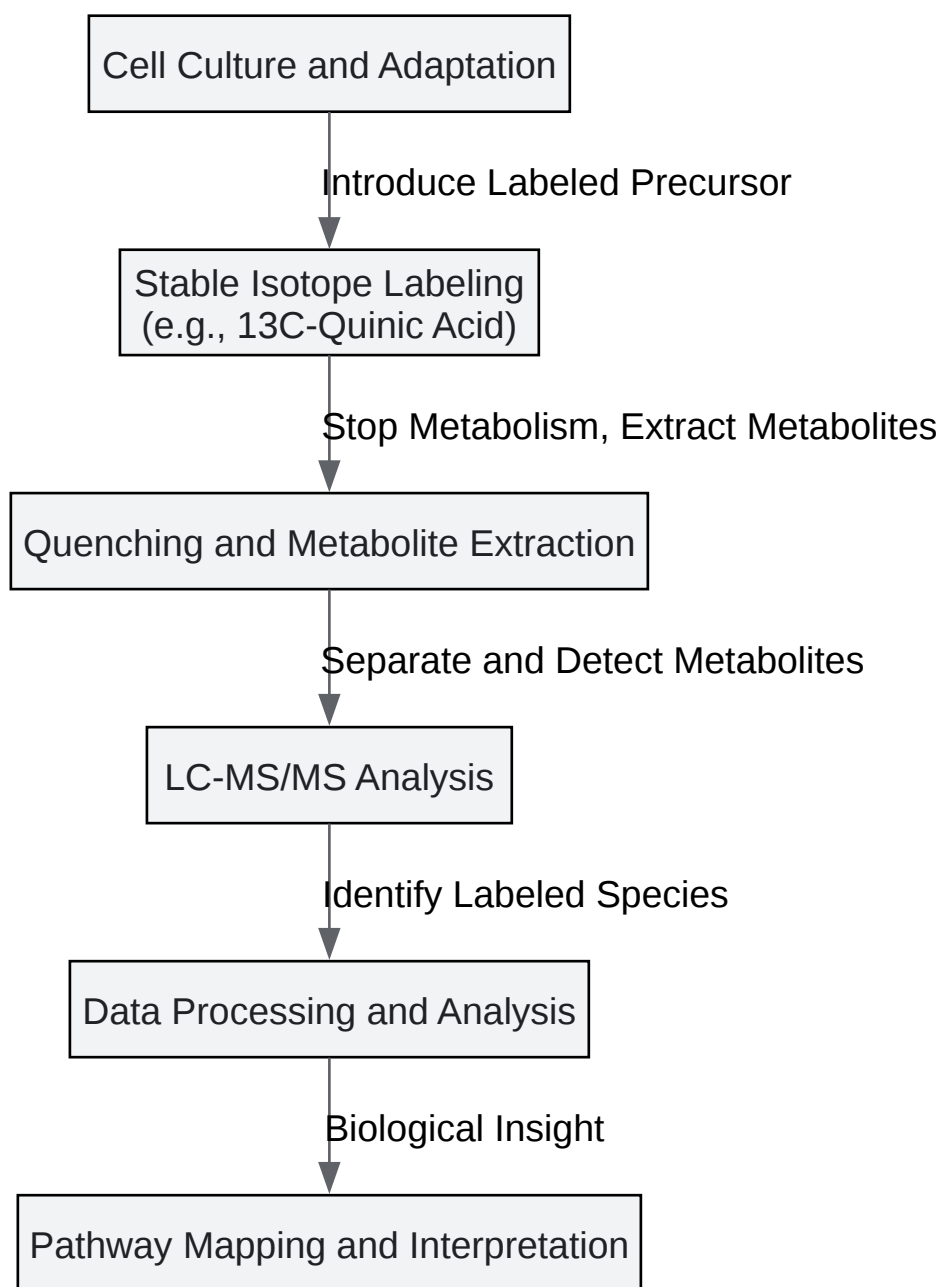 Cell Culture and Adaptation
Introduce Labeled Precursor
Stable Isotope Labeling
(e.g., 13C-Quinic Acid)
Stop Metabolism, Extract Metabolites
Quenching and Metabolite Extraction
Separate and Detect Metabolites
LC-MS/MS Analysis
Identify Labeled Species
Data Processing and Analysis
Biological Insight
Pathway Mapping and Interpretation